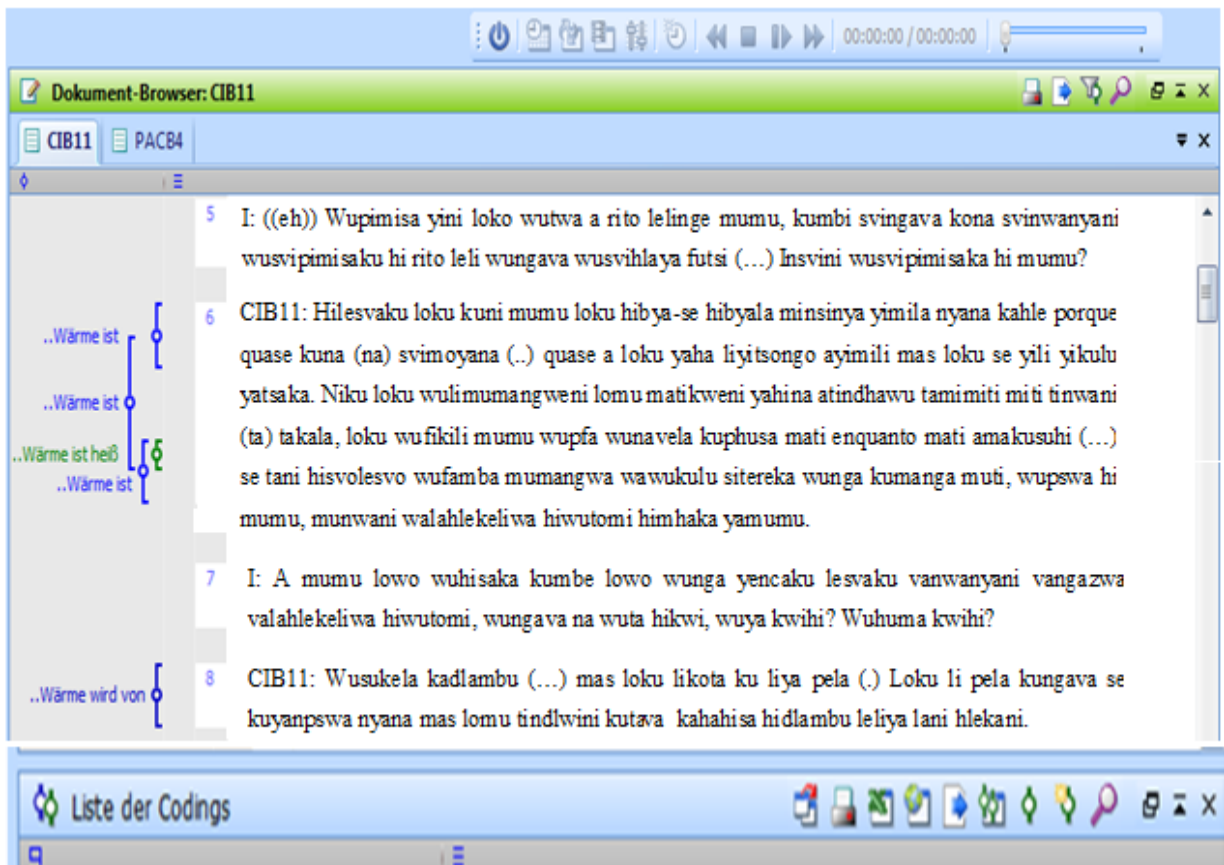 00:00:00 / 00:00:00
Dokument-Browser: CIB11
CIB11 PACB4
5 I: ((eh)) Wupimisa yini loko wutwa a rito lelinge mumu, kumbi svingava kona svinwanyani
wusvipimisaku hi rito leli wungava wusvihlaya futsi (…) Insvini wusvipimisaka hi mumu?
..Wärme ist 6 CIB11: Hilesvaku loku kuni mumu loku hibya-se hibyala minsinya yimila nyana kahle porque
quase kuna (na) svimoyana (..) quase a loku yaha liyitsongo ayimili mas loku se yili yikulu
..Wärme ist yatsaka. Niku loku wulimumangweni lomu matikweni yahina atindhawu tamimiti miti tinwani
..Wärme ist heiß (ta) takala, loku wufikili mumu wupfa wunavela kuphusa mati enquanto mati amakusuhi (…)
..Wärme ist se tani hisvolesvo wufamba mumangwa wawukulu sitereka wunga kumanga muti, wupswa hi
mumu, munwani walahlekeliwa hiwutomi himhaka yamumu.
7 I: A mumu lowo wuhisaka kumbe lowo wunga yencaku lesvaku vanwanyani vangazwa
valahlekeliwa hiwutomi, wungava na wuta hikwi, wuya kwihi? Wuhuma kwihi?
..Wärme wird von 8 CIB11: Wusukela kadlambu (…) mas loku likota ku liya pela (.) Loku li pela kungava se
kuyanpswa nyana mas lomu tindlwini kutava kahahisa hidlambu leliya lani hlekani.
Liste der Codings